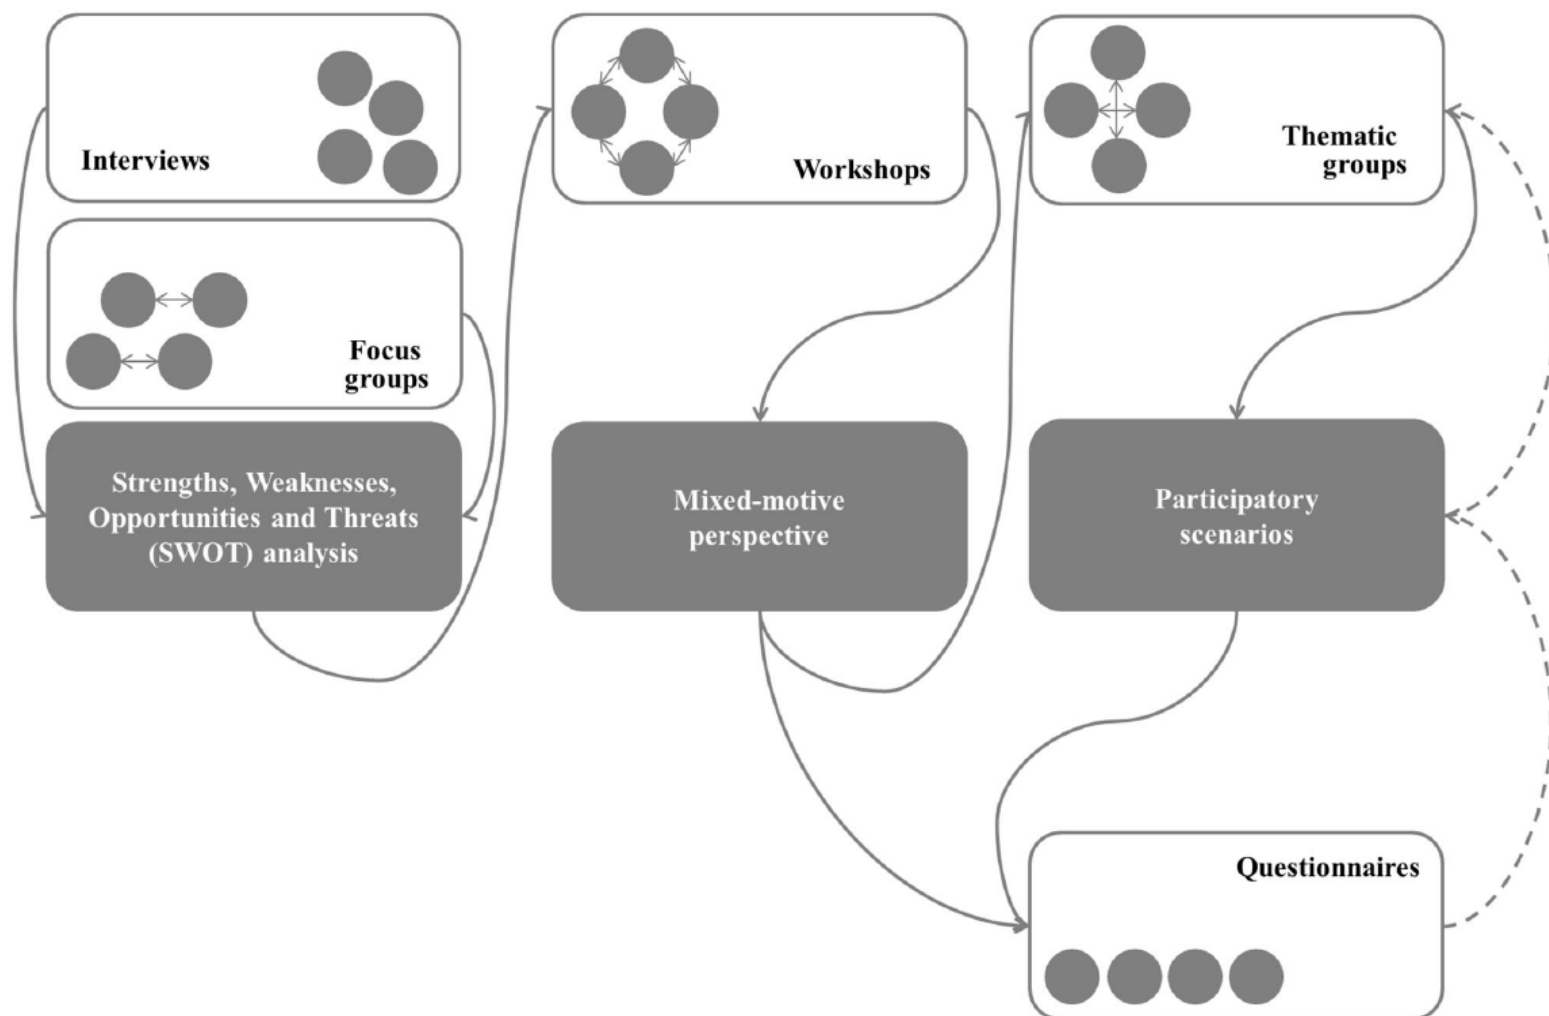 Interviews
Focus
groups
Strengths, Weaknesses,
Opportunities and Threats
(SWOT) analysis
Workshops
Mixed-motive
perspective
Thematic
groups
Participatory
scenarios
Questionnaires